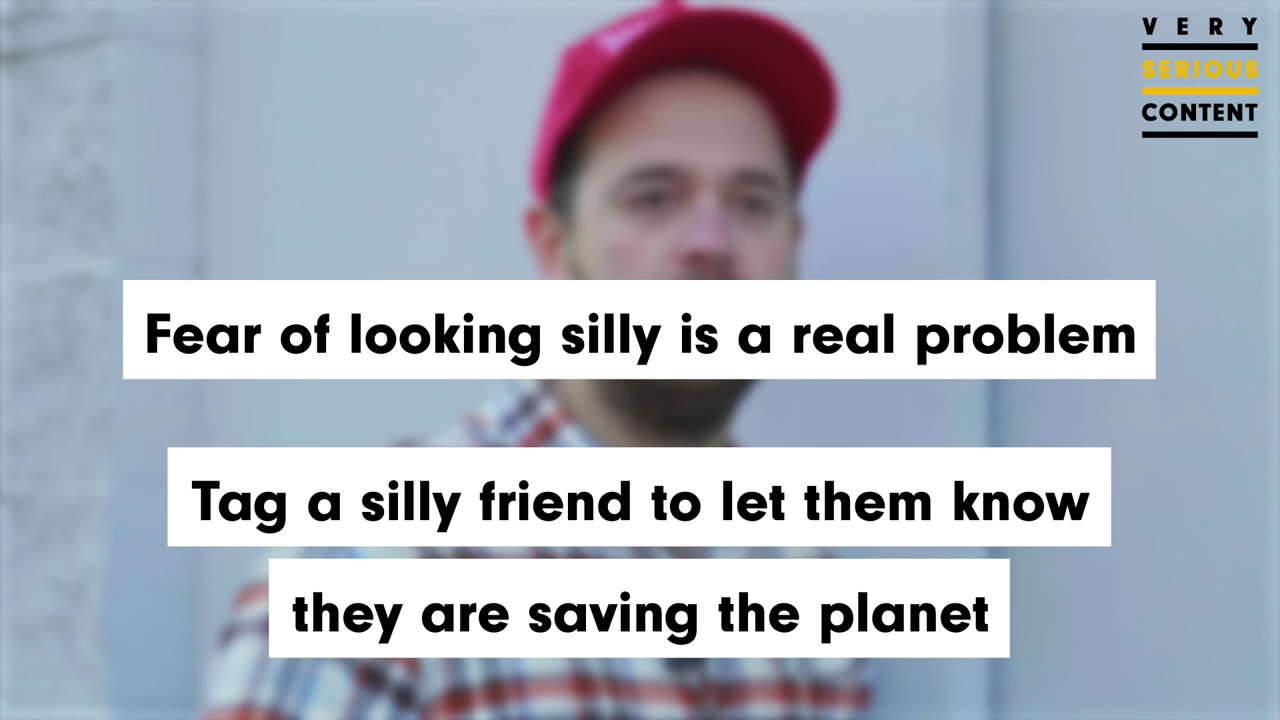 VERY
SERIOUS
CONTENT
Fear of looking silly is a real problem
Tag a silly friend to let them know
they are saving the planet